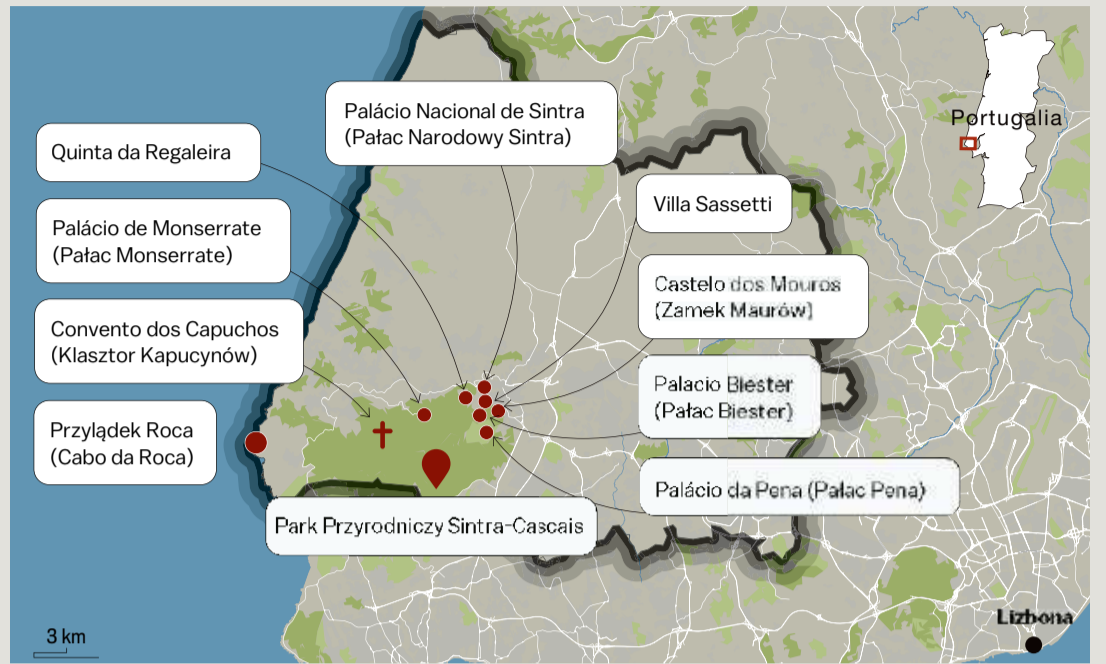 Palácio Nacional de Sintra
(Pałac Narodowy Sintra)
Portugalia
Quinta da Regaleira
Villa Sassetti
Palácio de Monserrate
(Pałac Monserrate)
Castelo dos Mouros
(Zamek Maurów)
Convento dos Capuchos
(Klasztor Kapucynów)
Palacio Biester
(Pałac Biester)
Przylądek Roca
(Cabo da Roca)
Palácio da Pena (Pałac Pena)
Park Przyrodniczy Sintra-Cascais
Lizbona
3 km